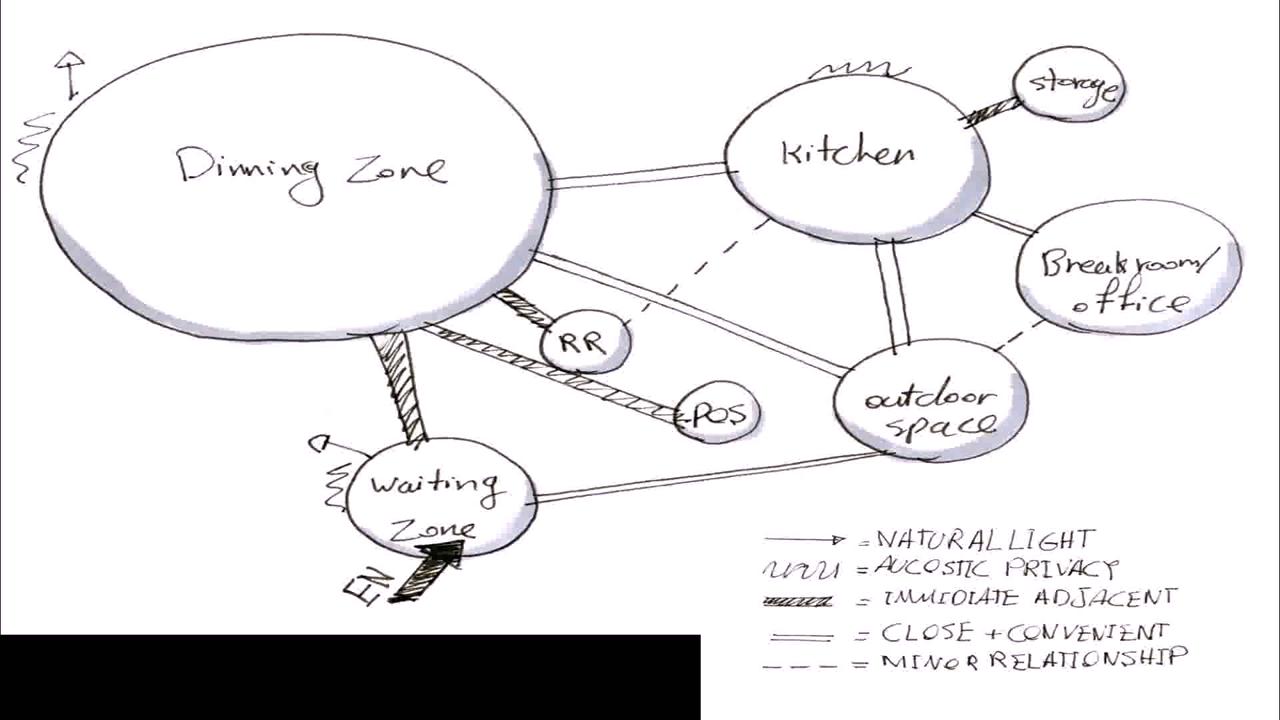 Dinning Zone
Kitchen
storage
Breakroom/
office
RR
POS
outdoor
space
Waiting
Zone
EN
= NATURAL LIGHT
= AUCOSTIC PRIVACY
= IMMIDIATE ADJACENT
= CLOSE + CONVENIENT
= MINOR RELATIONSHIP